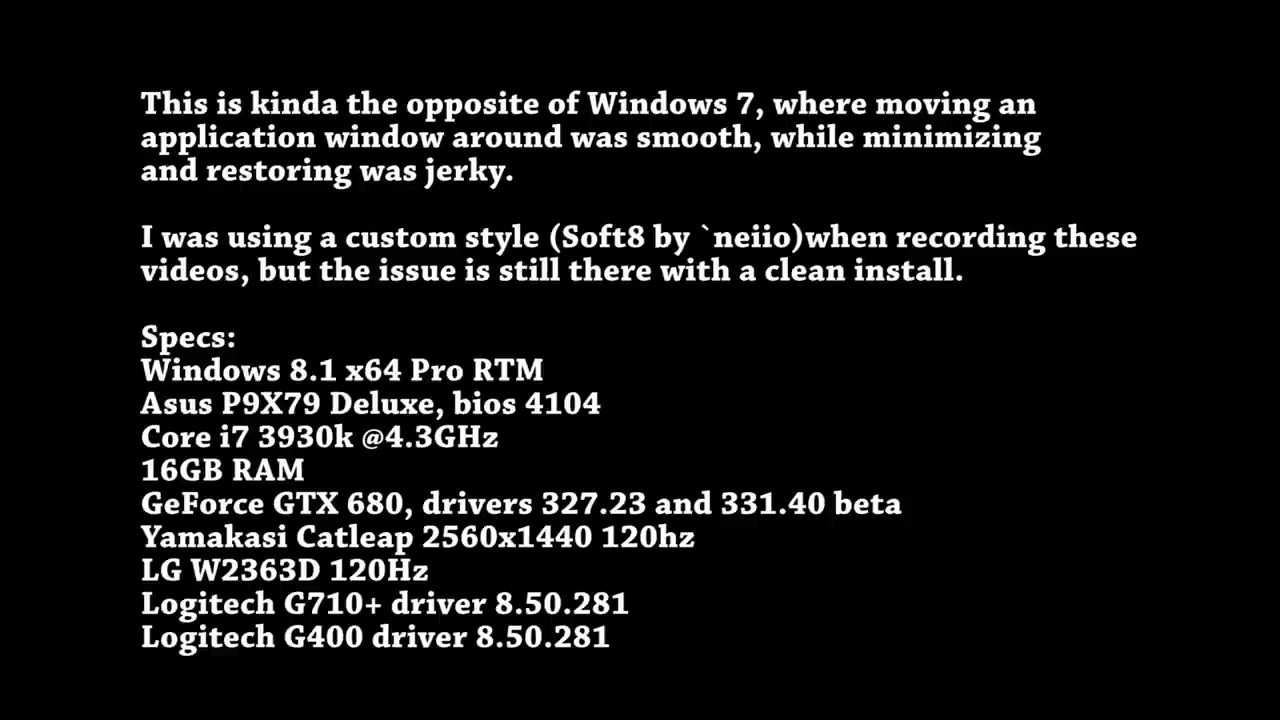 This is kinda the opposite of Windows 7, where moving an
application window around was smooth, while minimizing
and restoring was jerky.
I was using a custom style (Soft8 by `neiio)when recording these
videos, but the issue is still there with a clean install.
Specs:
Windows 8.1 x64 Pro RTM
Asus P9X79 Deluxe, bios 4104
Core i7 3930k @4.3GHz
16GB RAM
GeForce GTX 680, drivers 327.23 and 331.40 beta
Yamakasi Catleap 2560x1440 120hz
LG W2363D 120Hz
Logitech G710+ driver 8.50.281
Logitech G400 driver 8.50.281